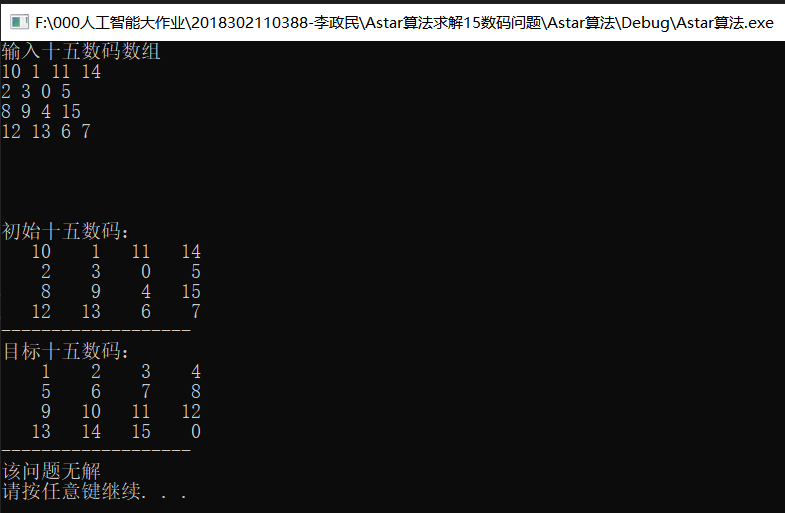 F:\000人工智能大作业\2018302110388-李政民\Astar算法求解15数码问题\Astar算法\Debug\Astar算法.exe
输入十五数码数组
10 1 11 14
2 3 0 5
8 9 4 15
12 13 6 7
初始十五数码:
10 1 11 14
2 3 0 5
8 9 4 15
12 13 6 7
-------------------
目标十五数码:
1 2 3 4
5 6 7 8
9 10 11 12
13 14 15 0
-------------------
该问题无解
请按任意键继续. . .